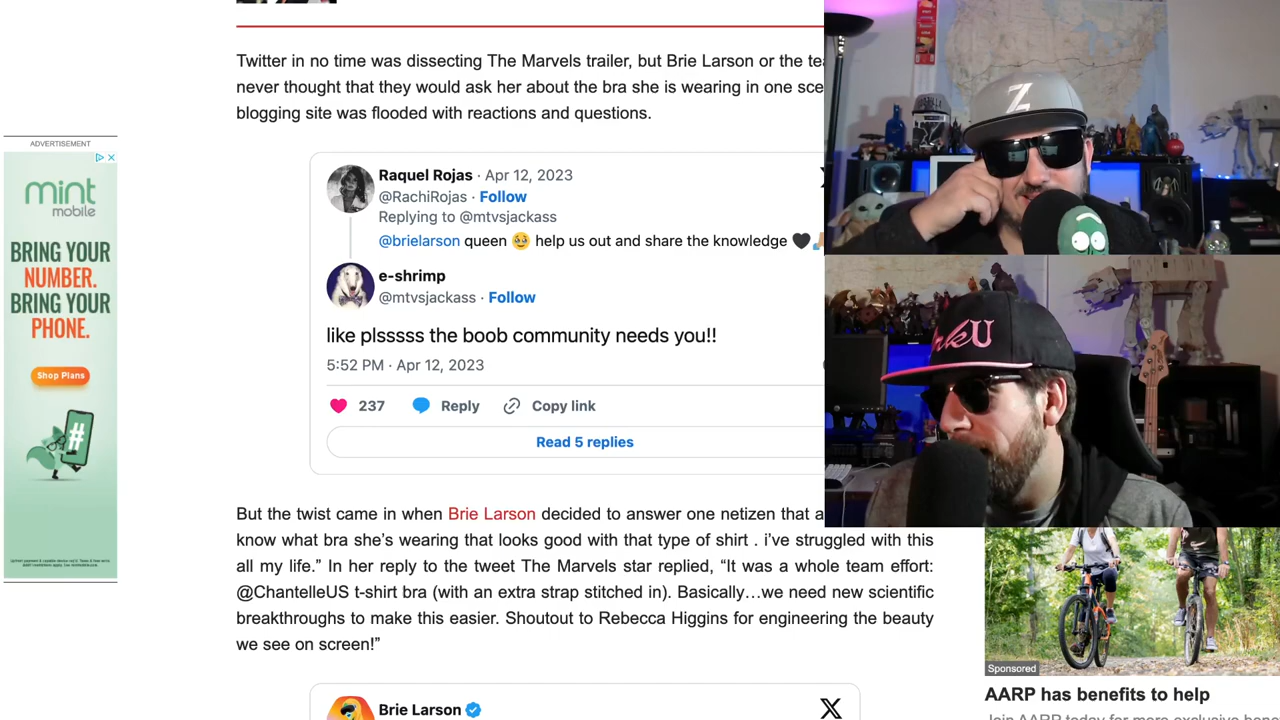 Twitter in no time was dissecting The Marvels trailer, but Brie Larson or the
never thought that they would ask her about the bra she is wearing in one
blogging site was flooded with reactions and questions.
ADVERTISEMENT
mint
mobile
BRING YOUR
NUMBER.
BRING YOUR
PHONE.
Shop Plans
#
Raquel Rojas · Apr 12, 2023
@RachiRojas · Follow
Replying to @mtvsjackass
@brielarson queen 🥹 help us out and share the knowledge 🖤
e-shrimp
@mtvsjackass · Follow
like plsssss the boob community needs you!!
5:52 PM · Apr 12, 2023
237 Reply Copy link
Read 5 replies
But the twist came in when Brie Larson decided to answer one netizen that
know what bra she's wearing that looks good with that type of shirt . i've struggled with this
all my life.” In her reply to the tweet The Marvels star replied, “It was a whole team effort:
@ChantelleUS t-shirt bra (with an extra strap stitched in). Basically…we need new scientific
breakthroughs to make this easier. Shoutout to Rebecca Higgins for engineering the beauty
we see on screen!”
Brie Larson
Z
U
Sponsored
AARP has benefits to help